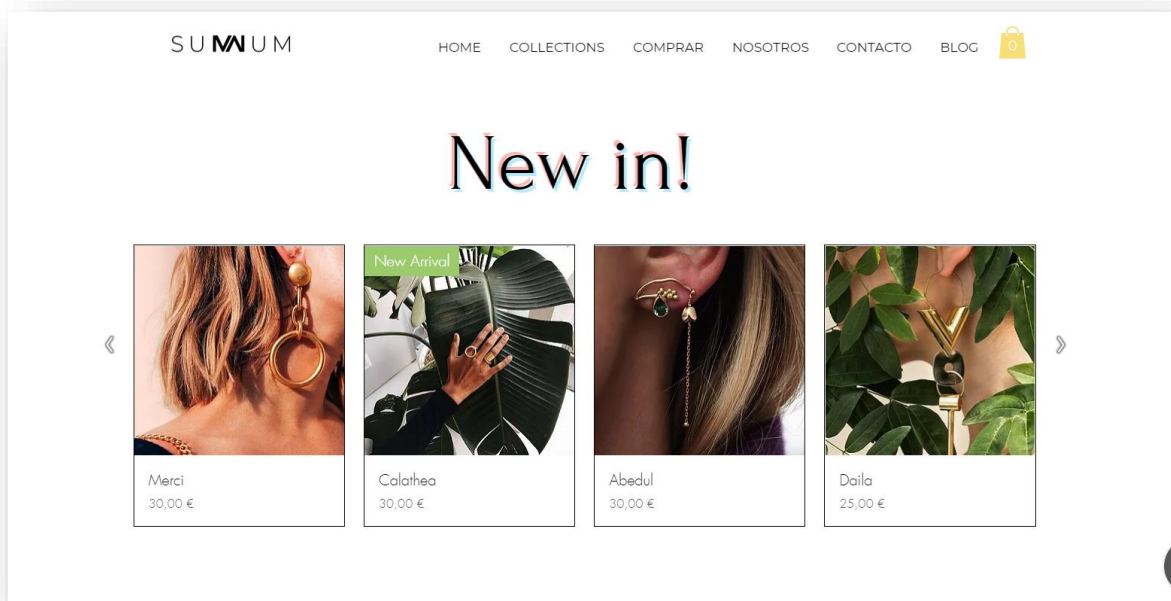 SUMMUM
HOME COLLECTIONS COMPRAR NOSOTROS CONTACTO BLOG 0
New in!
New Arrival
Merci
30,00 €
Calathea
30,00 €
Abedul
30,00 €
Daila
25,00 €